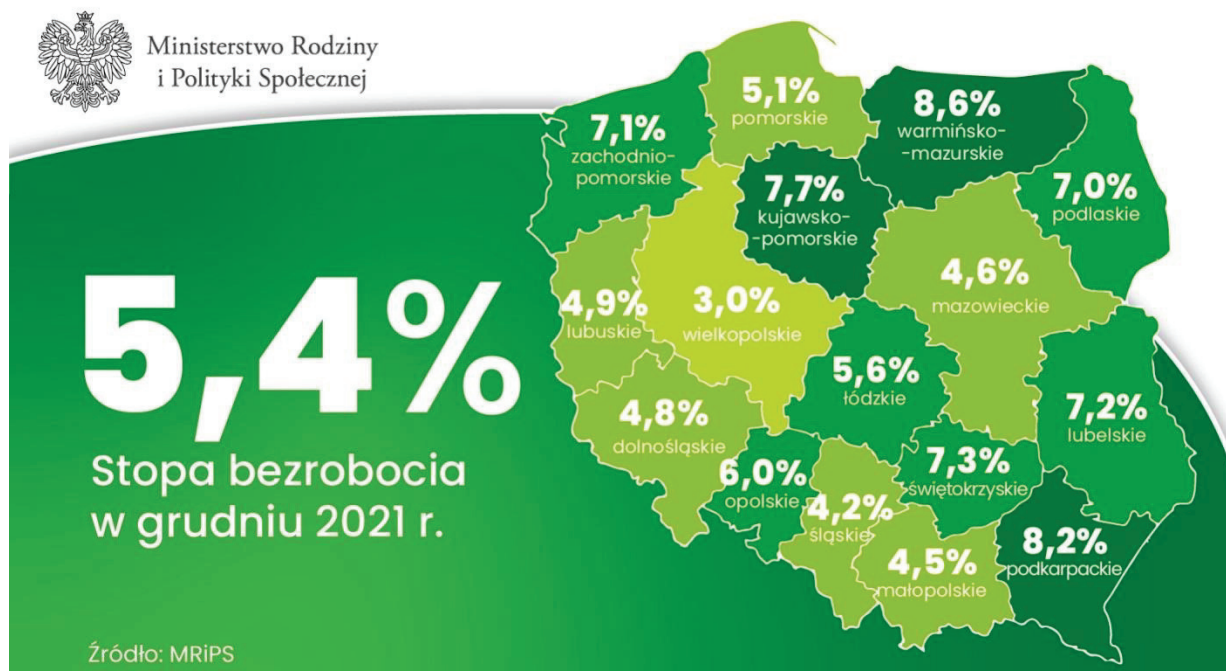 Ministerstwo Rodziny
i Polityki Społecznej
5,4%
Stopa bezrobocia
w grudniu 2021 r.
Źródło: MRiPS
7,1%
zachodnio-
pomorskie
5,1%
pomorskie
8,6%
warmińsko-
-mazurskie
7,7%
kujawsko-
-pomorskie
7,0%
podlaskie
4,9%
lubuskie
3,0%
wielkopolskie
4,6%
mazowieckie
4,8%
dolnośląskie
5,6%
łódzkie
7,2%
lubelskie
6,0%
opolskie
4,2%
śląskie
7,3%
świętokrzyskie
4,5%
małopolskie
8,2%
podkarpackie